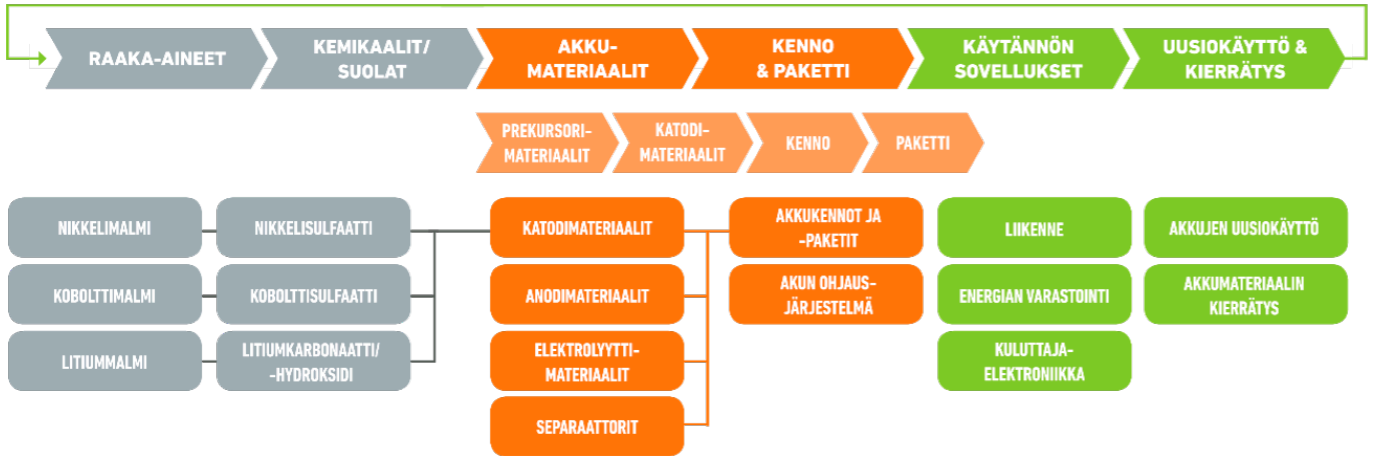 RAAKA-AINEET
KEMIKAALIT/
SUOLAT
AKKU-
MATERIAALIT
KENNO
& PAKETTI
KÄYTÄNNÖN
SOVELLUKSET
UUSIOKÄYTTÖ &
KIERRÄTYS
PREKURSORI-
MATERIAALIT
KATODI-
MATERIAALIT
KENNO
PAKETTI
NIKKELIMALMI
NIKKELISULFAATTI
KATODIMATERIAALIT
AKKUKENNOT JA
-PAKETIT
LIIKENNE
AKKUJEN UUSIOKÄYTTÖ
KOBOLTTIMALMI
KOBOLTTISULFAATTI
ANODIMATERIAALIT
AKUN OHJAUS-
JÄRJESTELMÄ
ENERGIAN VARASTOINTI
AKKUMATERIAALIN
KIERRÄTYS
LITIUMMALMI
LITIUMKARBONAATTI/
-HYDROKSIDI
ELEKTROLYYTTI-
MATERIAALIT
KULUTTAJA-
ELEKTRONIIKKA
SEPARAATTORIT